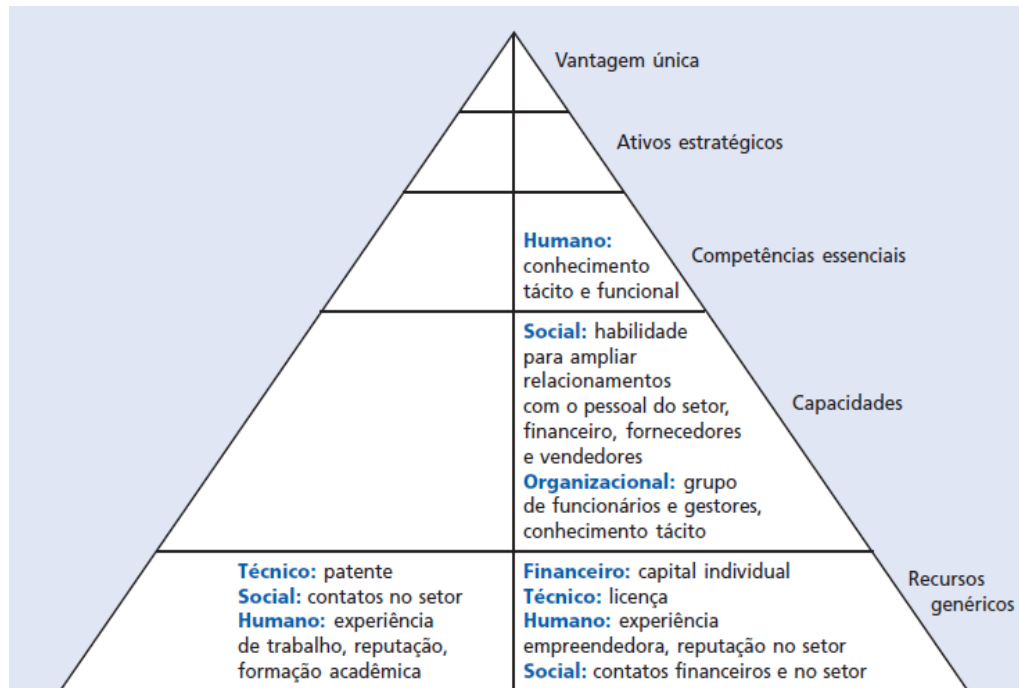 Vantagem única
Ativos estratégicos
Humano:
conhecimento
tácito e funcional
Competências essenciais
Social: habilidade
para ampliar
relacionamentos
com o pessoal do setor,
financeiro, fornecedores
e vendedores
Organizacional: grupo
de funcionários e gestores,
conhecimento tácito
Capacidades
Técnico: patente
Social: contatos no setor
Humano: experiência
de trabalho, reputação,
formação acadêmica
Financeiro: capital individual
Técnico: licença
Humano: experiência
empreendedora, reputação no setor
Social: contatos financeiros e no setor
Recursos
genéricos